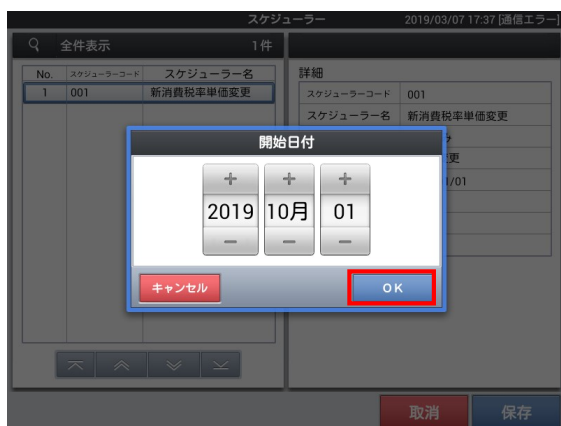 スケジューラー 2019/03/07 17:37 [通信エラー]
全件表示 1件
No. スケジューラーコード スケジューラー名
1 001 新消費税率単価変更
詳細
スケジューラーコード 001
スケジューラー名 新消費税率単価変更
更
/01
開始日付
2019 10月 01
キャンセル OK
取消 保存